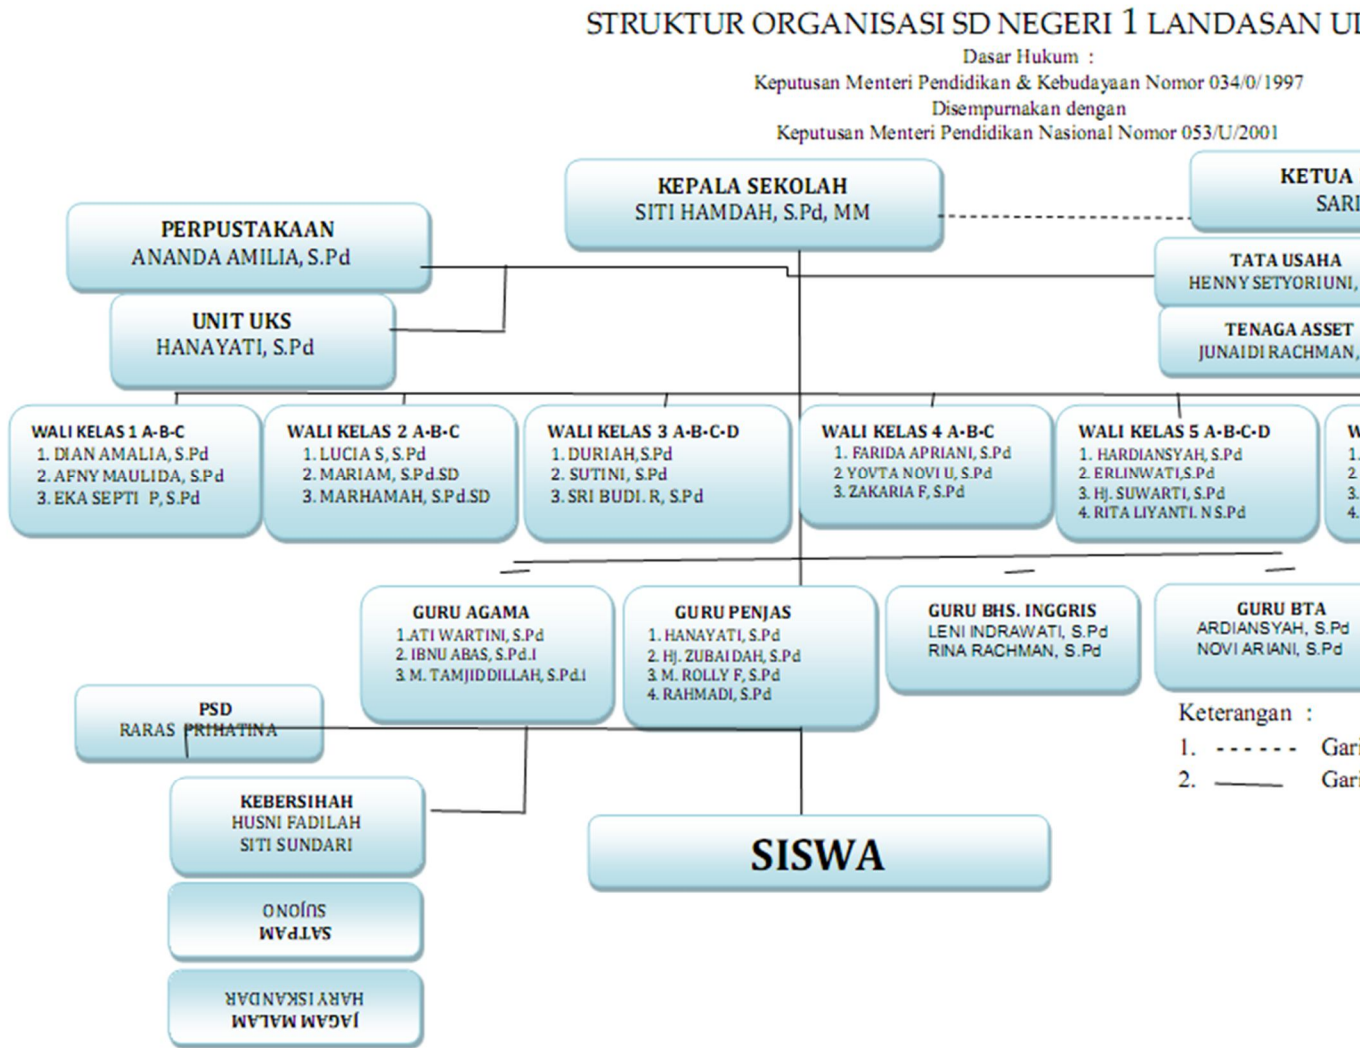 STRUKTUR ORGANISASI SD NEGERI 1 LANDASAN
Dasar Hukum :
Keputusan Menteri Pendidikan & Kebudayaan Nomor 034/0/1997
Disempurnakan dengan
Keputusan Menteri Pendidikan Nasional Nomor 053/U/2001
KEPALA SEKOLAH
SITI HAMDAH, S.Pd, MM
KETUA
PERPUSTAKAAN
ANANDA AMILIA, S.Pd
TATA USAHA
HENNY SETYORIUNI,
UNIT UKS
HANAYATI, S.Pd
TENAGA ASSET
JUNAIDI RACHMAN,
WALI KELAS 1 A-B-C
1. DIAN AMALIA, S.Pd
2. AFNY MAULIDA, S.Pd
3. EKA SEPTI P, S.Pd
WALI KELAS 2 A-B-C
1. LUCIA S, S.Pd
2. MARIAM, S.Pd.SD
3. MARHAMAH, S.Pd.SD
WALI KELAS 3 A-B-C-D
1. DURIAH,S.Pd
2. SUTINI, S.Pd
3. SRI BUDI. R, S.Pd
WALI KELAS 4 A-B-C
1. FARIDA APRIANI, S.Pd
2. YOVTA NOVI U, S.Pd
3. ZAKARIA F, S.Pd
WALI KELAS 5 A-B-C-D
1. HARDIANSYAH, S.Pd
2. ERLINWATI,S.Pd
3. Hj. SUWARTI, S.Pd
4. RITA LIYANTI. N S.Pd
1.
2.
3.
4.
GURU AGAMA
1.ATI WARTINI, S.Pd
2. IBNU ABAS, S.Pd.I
3. M. TAMJIDDILLAH, S.Pd.i
GURU PENJAS
1. HANAYATI, S.Pd
2. Hj. ZUBAIDAH, S.Pd
3. M. ROLLY F, S.Pd
4. RAHMADI, S.Pd
GURU BHS. INGGRIS
LENI INDRAWATI, S.Pd
RINA RACHMAN, S.Pd
GURU BTA
ARDIANSYAH, S.Pd
NOVI ARIANI, S.Pd
PSD
RARAS PRIHATINA
Keterangan :
1. - - - - - -
2.
KEBERSIHAH
HUSNI FADILAH
SITI SUNDARI
SISWA
SATPAM
SUJONO
JAGAM MALAM
HARY ISKANDAR